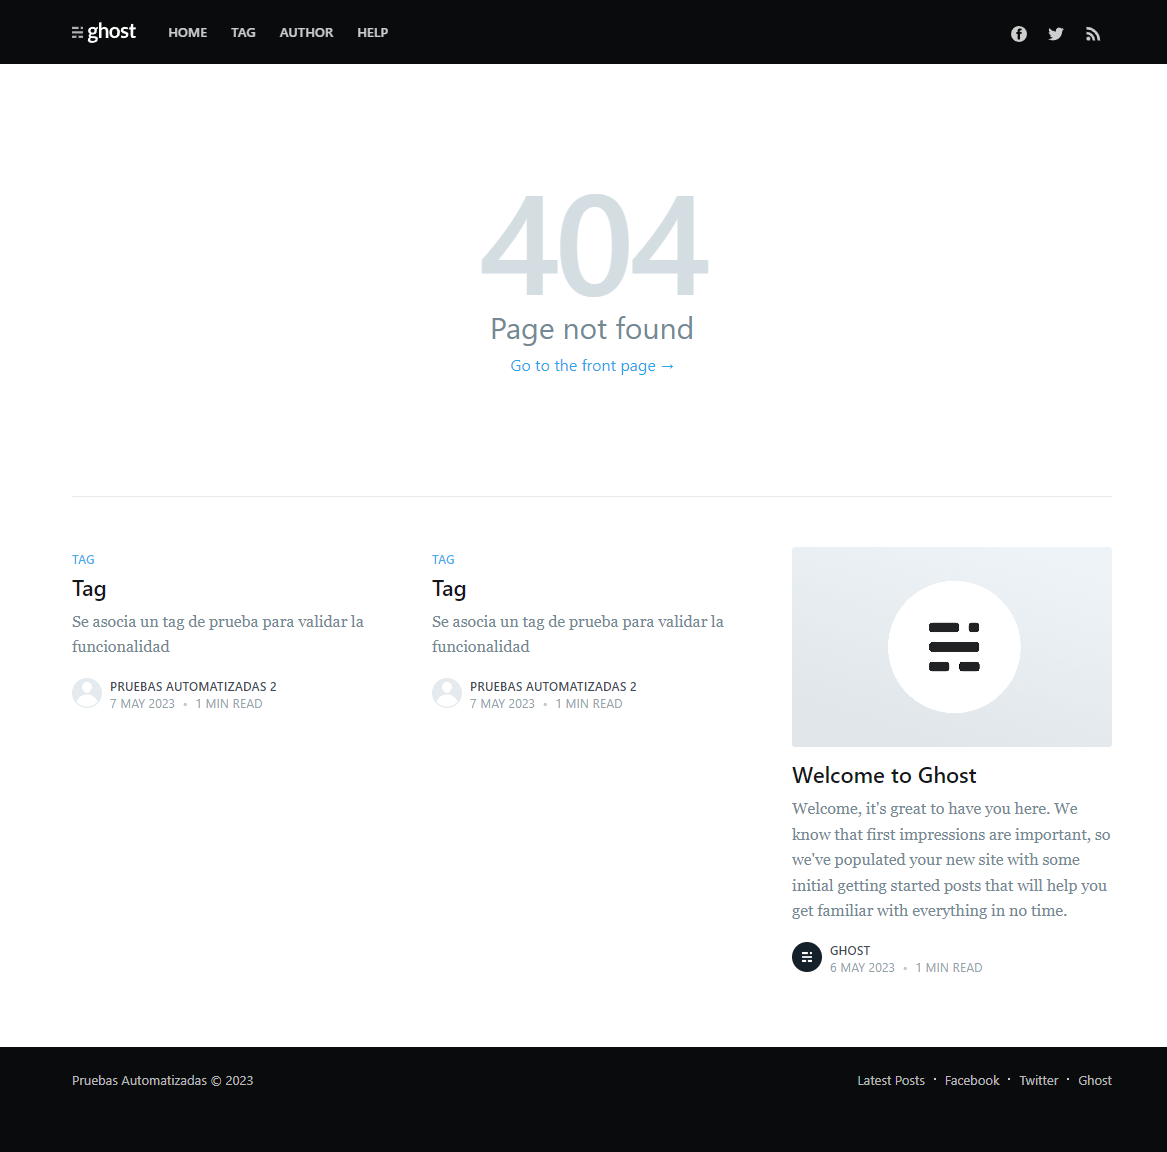 ghost
HOME TAG AUTHOR HELP
404
Page not found
Go to the front page →
TAG
Tag
Se asocia un tag de prueba para validar la
funcionalidad
PRUEBAS AUTOMATIZADAS 2
7 MAY 2023 • 1 MIN READ
TAG
Tag
Se asocia un tag de prueba para validar la
funcionalidad
PRUEBAS AUTOMATIZADAS 2
7 MAY 2023 • 1 MIN READ
Welcome to Ghost
Welcome, it's great to have you here. We
know that first impressions are important, so
we've populated your new site with some
initial getting started posts that will help you
get familiar with everything in no time.
GHOST
6 MAY 2023 • 1 MIN READ
Pruebas Automatizadas © 2023
Latest Posts · Facebook · Twitter · Ghost